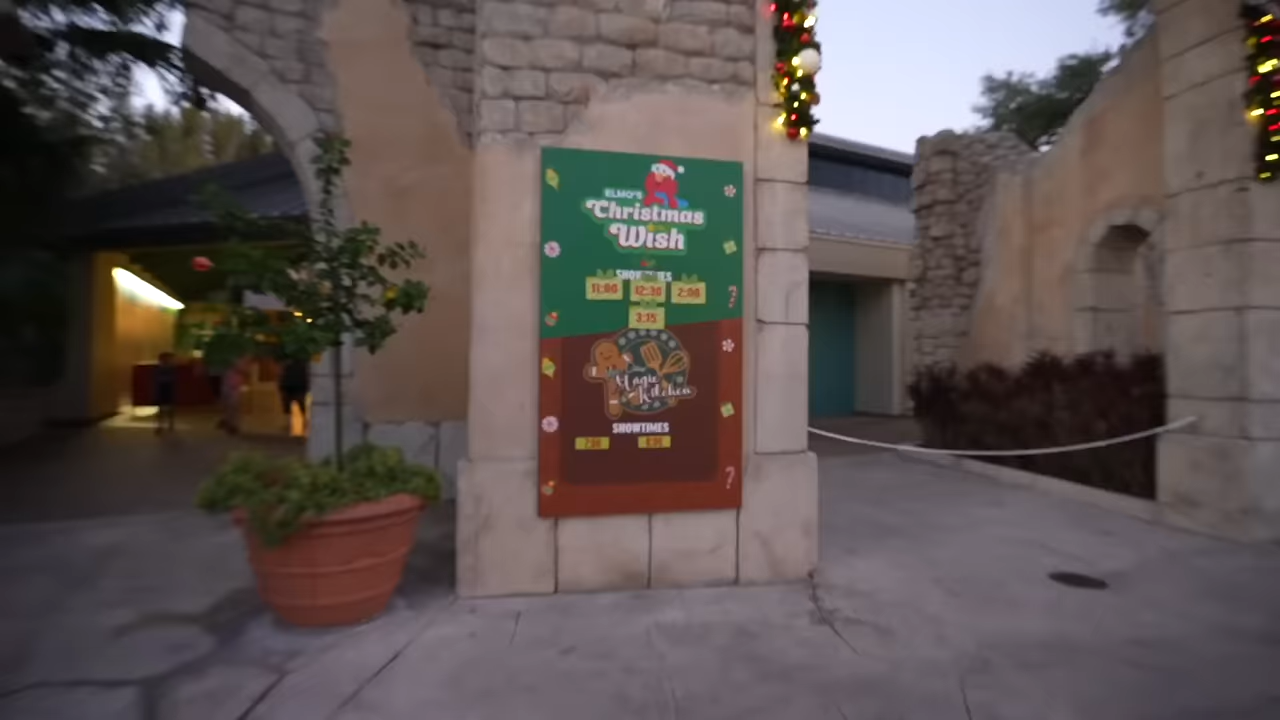 ELMO'S
Christmas
Wish
SHOWTIMES
11:00 12:30 2:00
3:15
Magic
Kitchen
SHOWTIMES